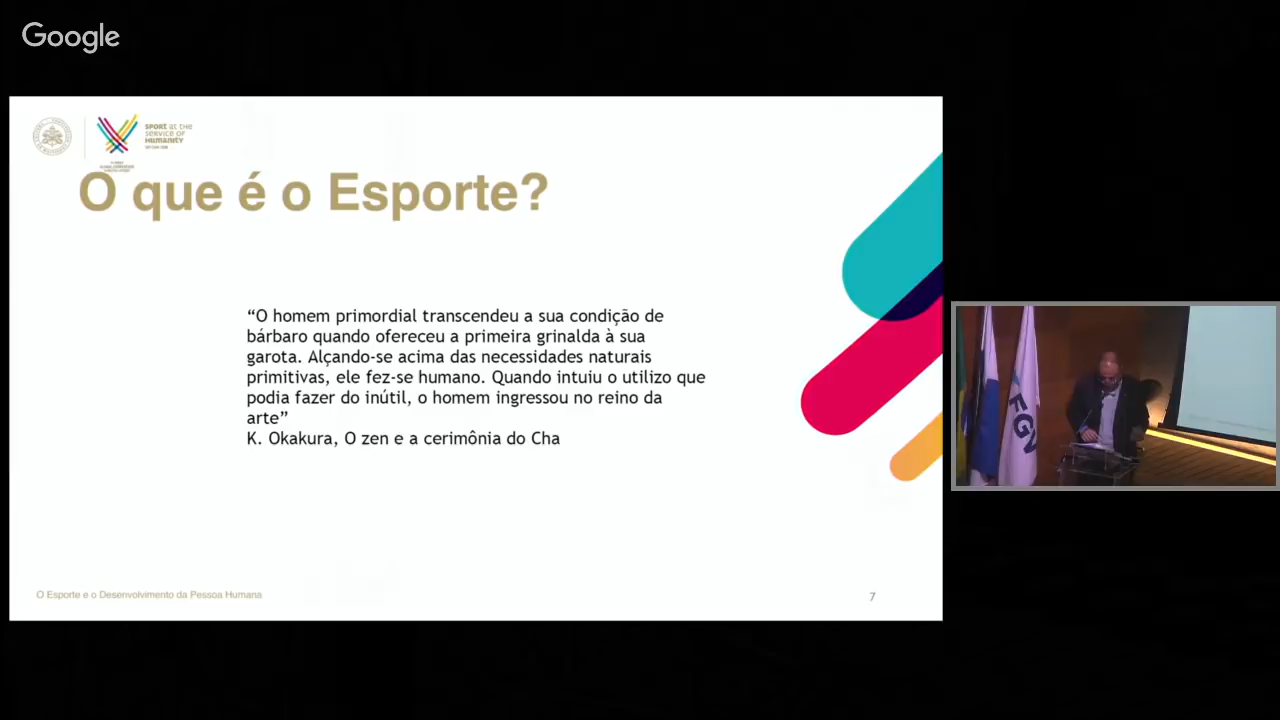 Google
SPORT at the
service of
Humanity
O que é o Esporte?
“O homem primordial transcendeu a sua condição de
bárbaro quando ofereceu a primeira grinalda à sua
garota. Alçando-se acima das necessidades naturais
primitivas, ele fez-se humano. Quando intuiu o utilizo que
podia fazer do inútil, o homem ingressou no reino da
arte”
K. Okakura, O zen e a cerimônia do Cha
O Esporte e o Desenvolvimento da Pessoa Humana
7
FGV